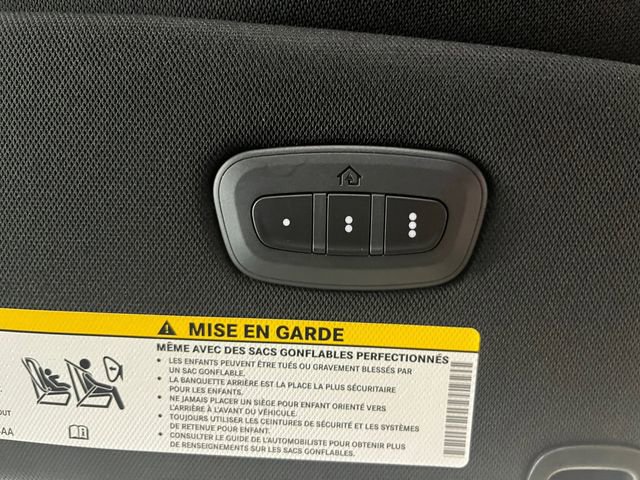 MISE EN GARDE
MÊME AVEC DES SACS GONFLABLES PERFECTIONNÉS
• LES ENFANTS PEUVENT ÊTRE TUÉS OU GRAVEMENT BLESSÉS PAR
UN SAC GONFLABLE.
• LA BANQUETTE ARRIÈRE EST LA PLACE LA PLUS SÉCURITAIRE
POUR LES ENFANTS.
• NE JAMAIS PLACER UN SIÈGE POUR ENFANT ORIENTÉ VERS
L'ARRIÈRE À L'AVANT DU VÉHICULE.
• TOUJOURS UTILISER LES CEINTURES DE SÉCURITÉ ET LES SYSTÈMES
DE RETENUE POUR ENFANT.
• CONSULTER LE GUIDE DE L'AUTOMOBILISTE POUR OBTENIR PLUS
DE RENSEIGNEMENTS SUR LES SACS GONFLABLES.
OUT
AA